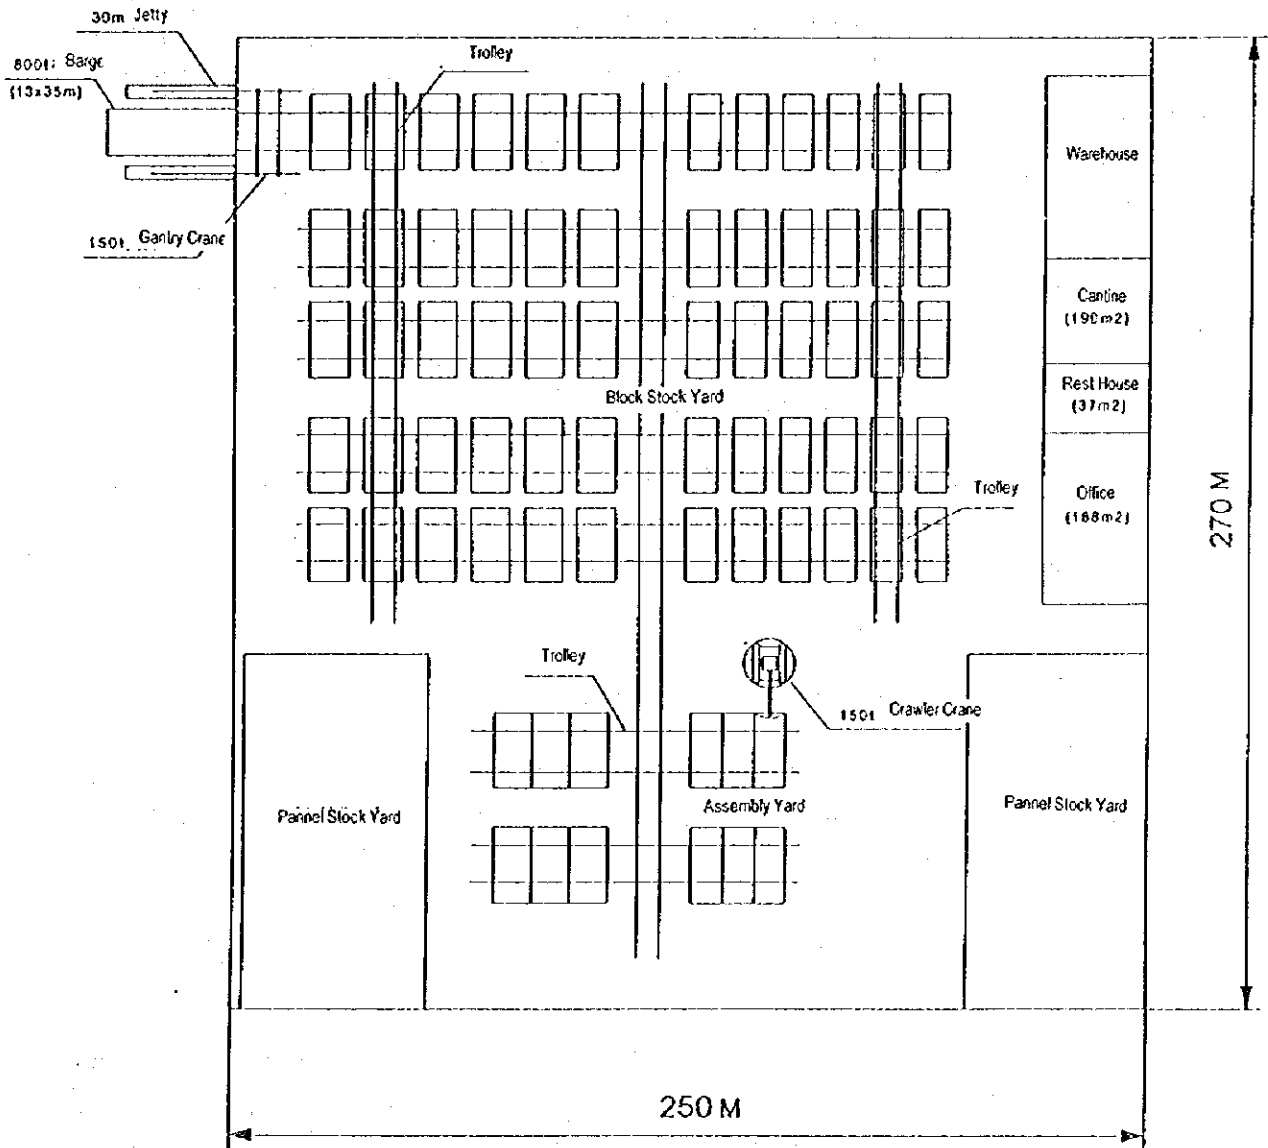 30m Jetty
Trolley
800t: Barge
(13x35m)
Warehouse
150t. Gantry Crane
Cantine
(190m2)
Rest House
(37m2)
Block Stock Yard
Trolley
Office
(168m2)
270 M
Trolley
150t Crawler Crane
Pannel Stock Yard
Assembly Yard
Pannel Stock Yard
250 M